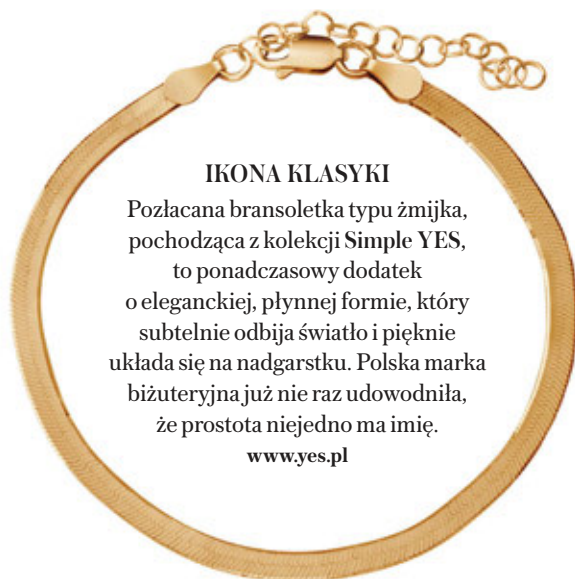 IKONA KLASYKI
Pozłacana bransoletka typu żmijka,
pochodząca z kolekcji Simple YES,
to ponadczasowy dodatek
o eleganckiej, płynnej formie, który
subtelnie odbija światło i pięknie
układa się na nadgarstku. Polska marka
biżuteryjna już nie raz udowodniła,
że prostota niejedno ma imię.
www.yes.pl